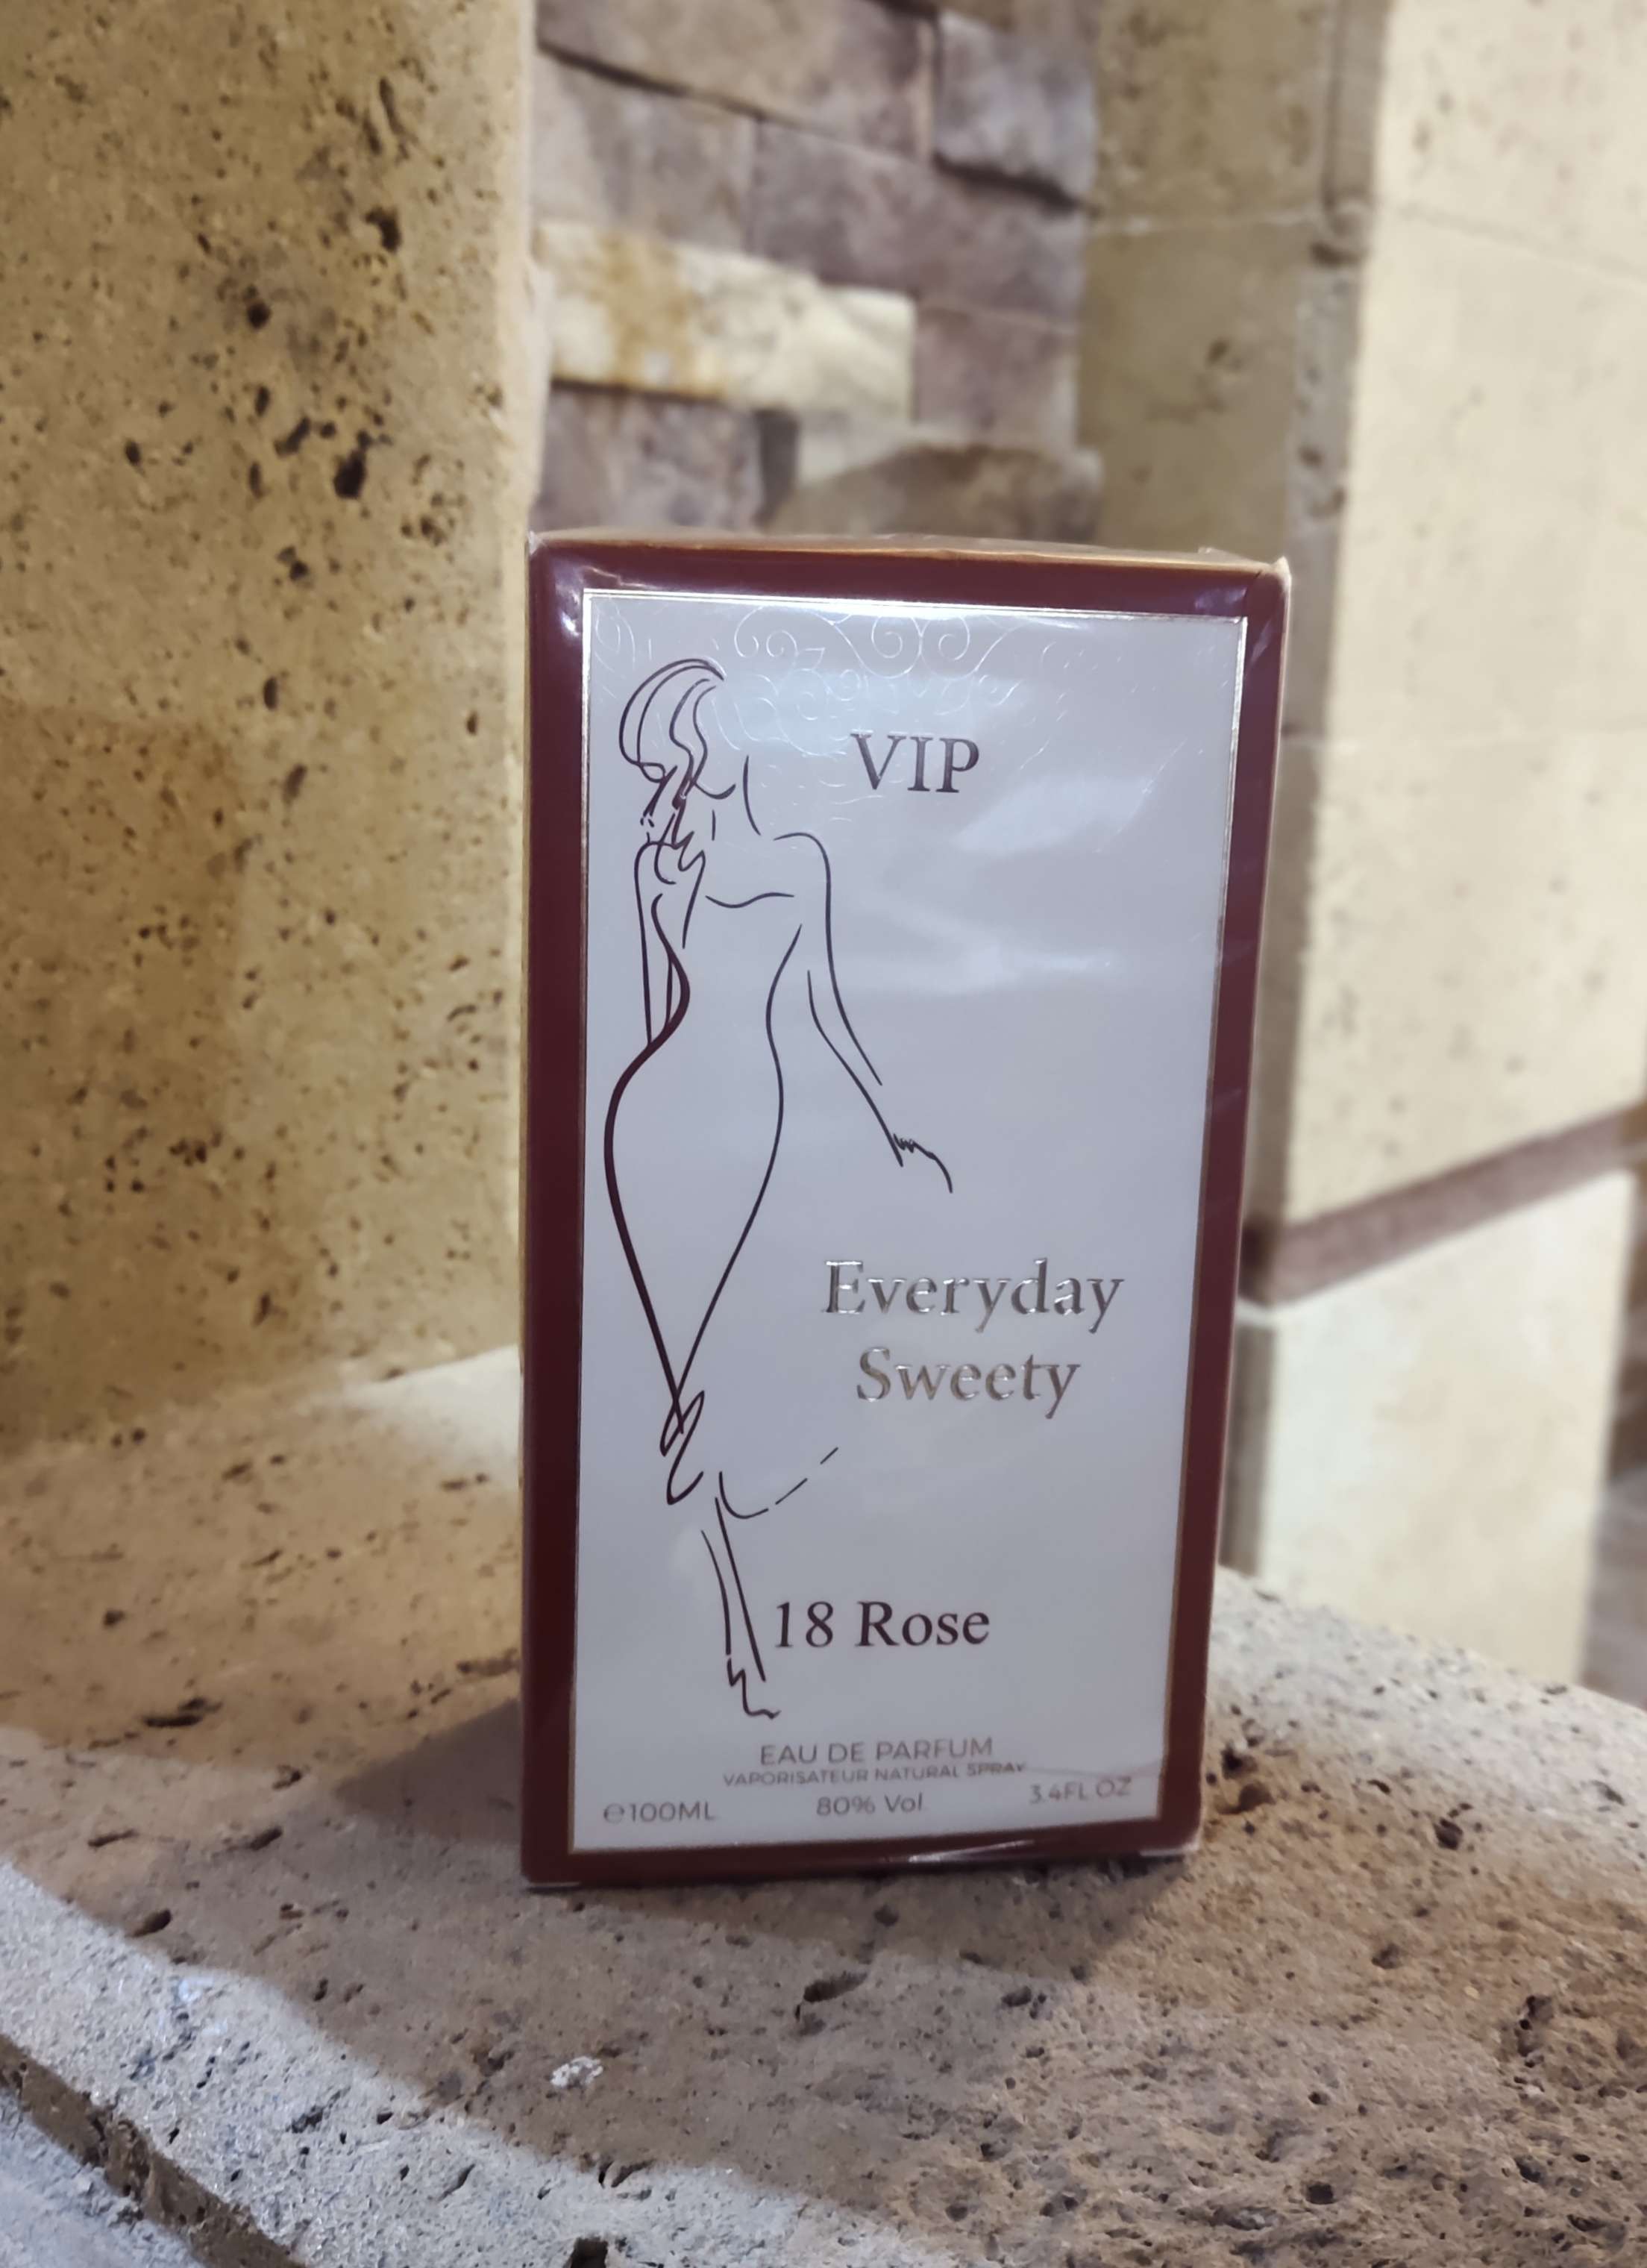 VIP
Everyday
Sweety
18 Rose
EAU DE PARFUM
VAPORISATEUR NATURAL SPRAY
℮100ML 80% Vol 3.4FL OZ